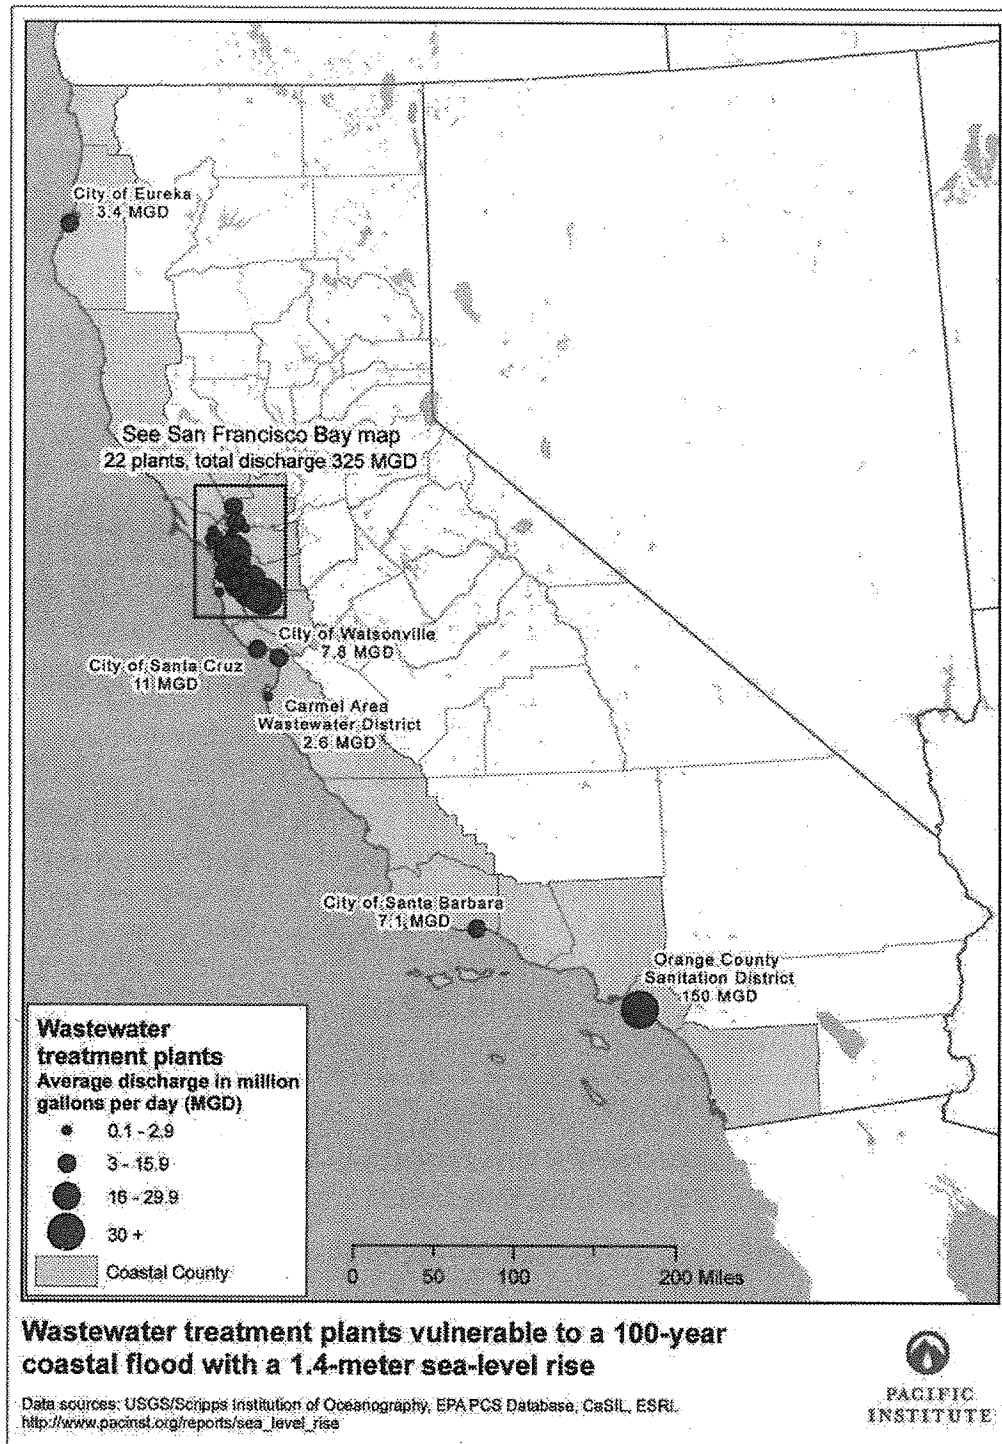 City of Eureka
3.4 MGD
See San Francisco Bay map
22 plants, total discharge 325 MGD
City of Watsonville
7.8 MGD
City of Santa Cruz
11 MGD
Carmel Area
Wastewater District
2.6 MGD
City of Santa Barbara
7.1 MGD
Orange County
Sanitation District
150 MGD
Wastewater
treatment plants
Average discharge in million
gallons per day (MGD)
0.1 - 2.9
3 - 15.9
16 - 29.9
30 +
Coastal County
0 50 100 200 Miles
Wastewater treatment plants vulnerable to a 100-year
coastal flood with a 1.4-meter sea-level rise
Data sources: USGS/Scripps Institution of Oceanography, EPA PCS Database, CaSIL, ESRI.
http://www.pacinst.org/reports/sea_level_rise
PACIFIC
INSTITUTE